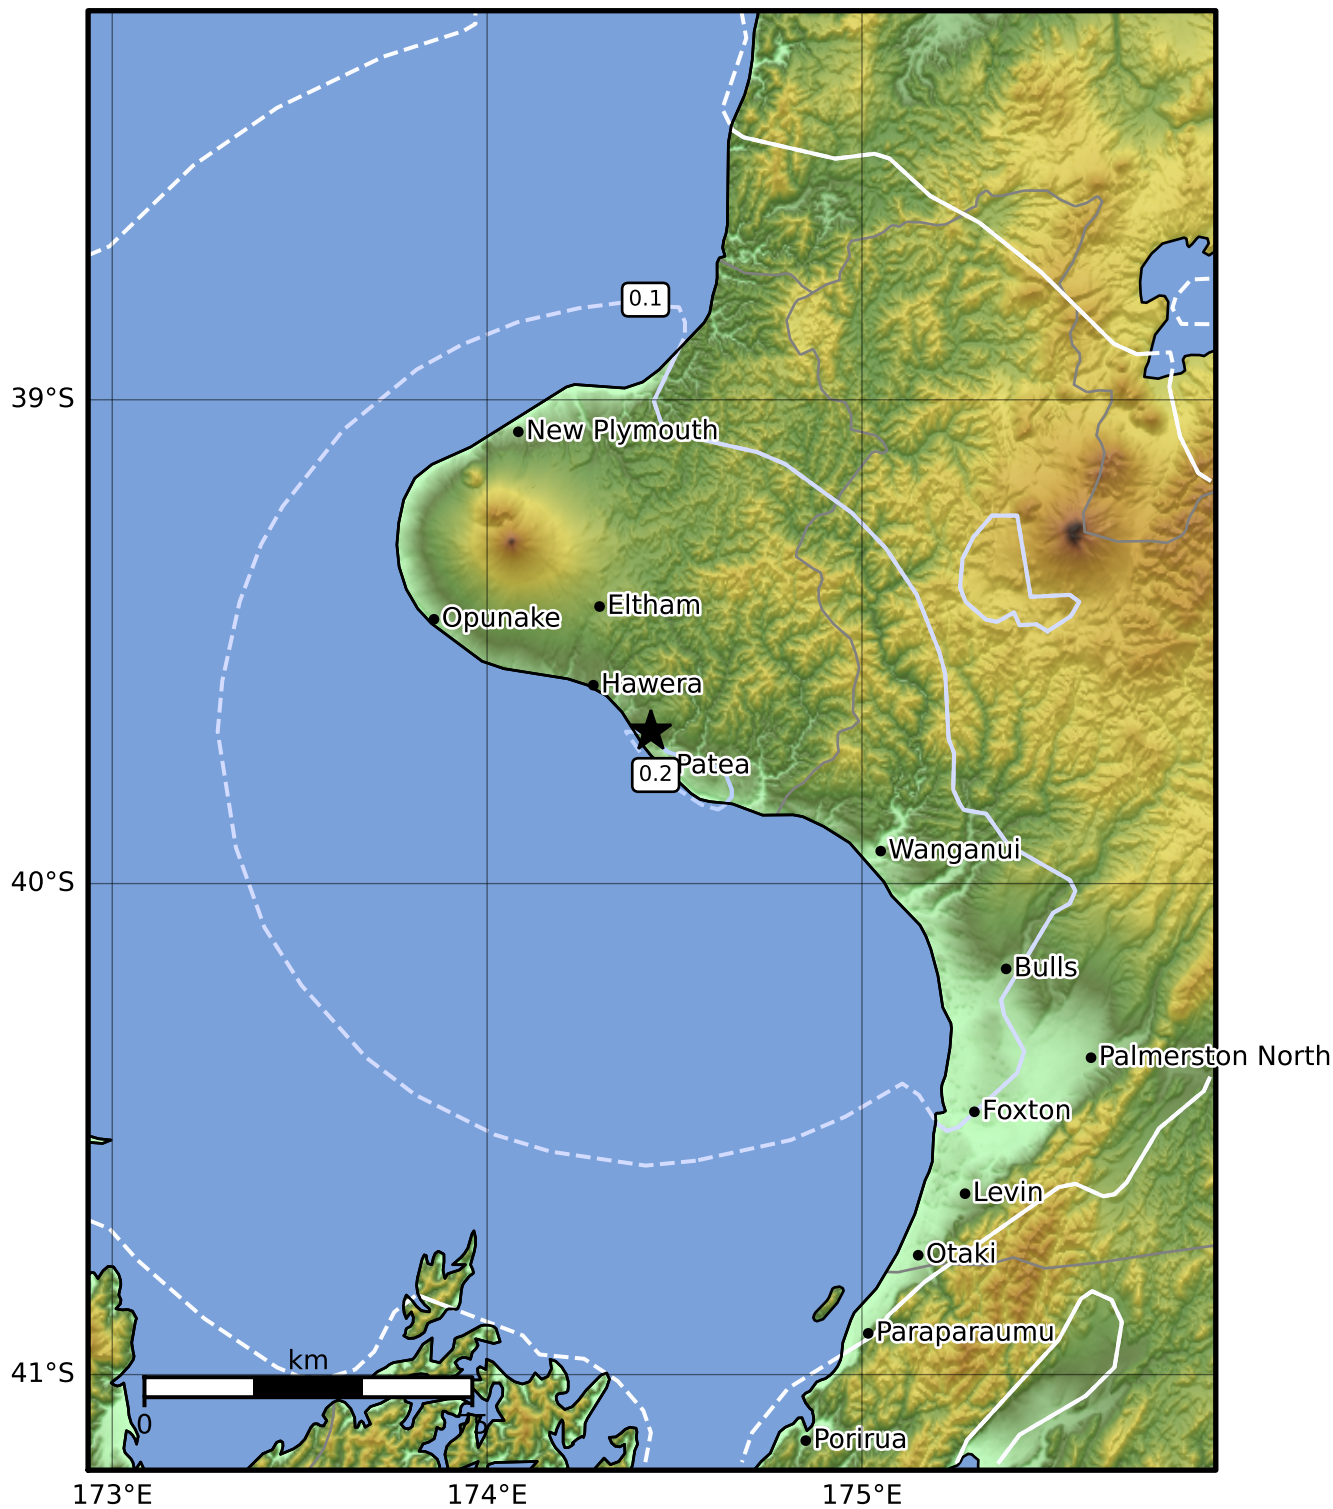 0.1
39°S
New Plymouth
Eltham
Opunake
Hawera
Patea
0.2
Wanganui
40°S
Bulls
Palmerston North
Foxton
Levin
Otaki
Paraparaumu
km
41°S
0
Porirua
173°E
174°E
175°E